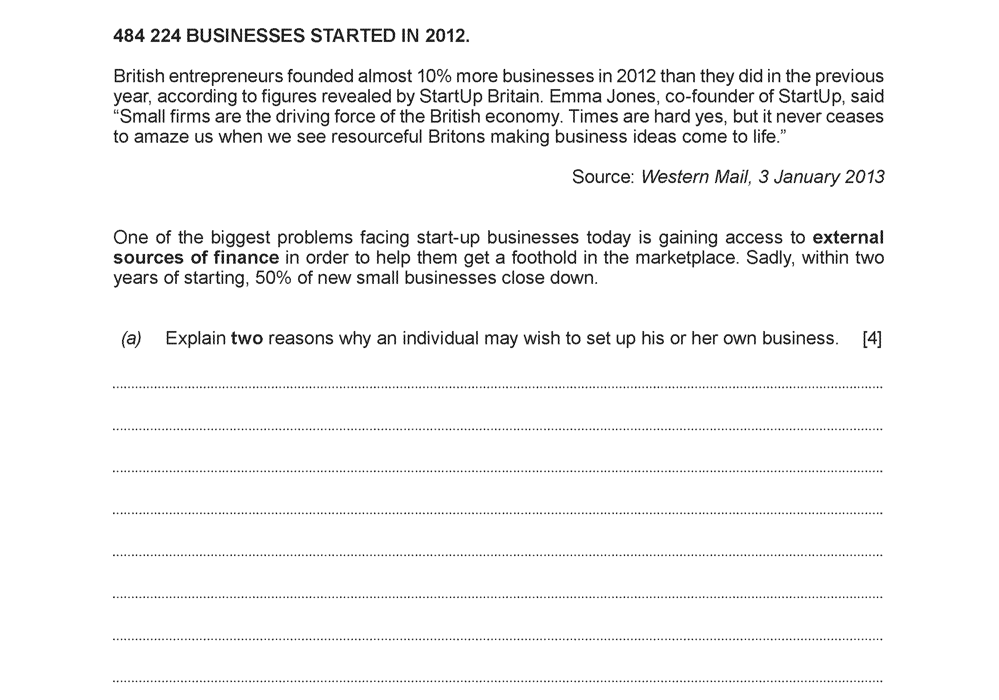 484 224 BUSINESSES STARTED IN 2012.
British entrepreneurs founded almost 10% more businesses in 2012 than they did in the previous
year, according to figures revealed by StartUp Britain. Emma Jones, co-founder of StartUp, said
“Small firms are the driving force of the British economy. Times are hard yes, but it never ceases
to amaze us when we see resourceful Britons making business ideas come to life.”
Source: Western Mail, 3 January 2013
One of the biggest problems facing start-up businesses today is gaining access to external
sources of finance in order to help them get a foothold in the marketplace. Sadly, within two
years of starting, 50% of new small businesses close down.
(a) Explain two reasons why an individual may wish to set up his or her own business. [4]